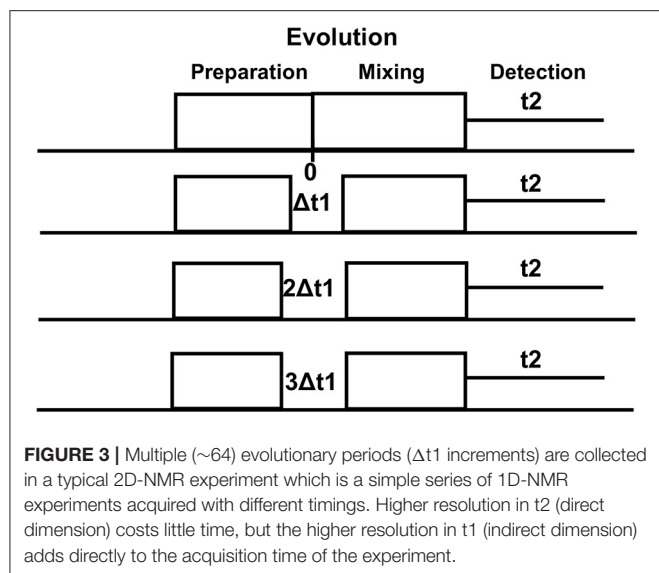 Evolution
Preparation Mixing Detection
t2
0
Δt1 t2
2Δt1 t2
3Δt1 t2
FIGURE 3 | Multiple (∼64) evolutionary periods (Δt1 increments) are collected
in a typical 2D-NMR experiment which is a simple series of 1D-NMR
experiments acquired with different timings. Higher resolution in t2 (direct
dimension) costs little time, but the higher resolution in t1 (indirect dimension)
adds directly to the acquisition time of the experiment.